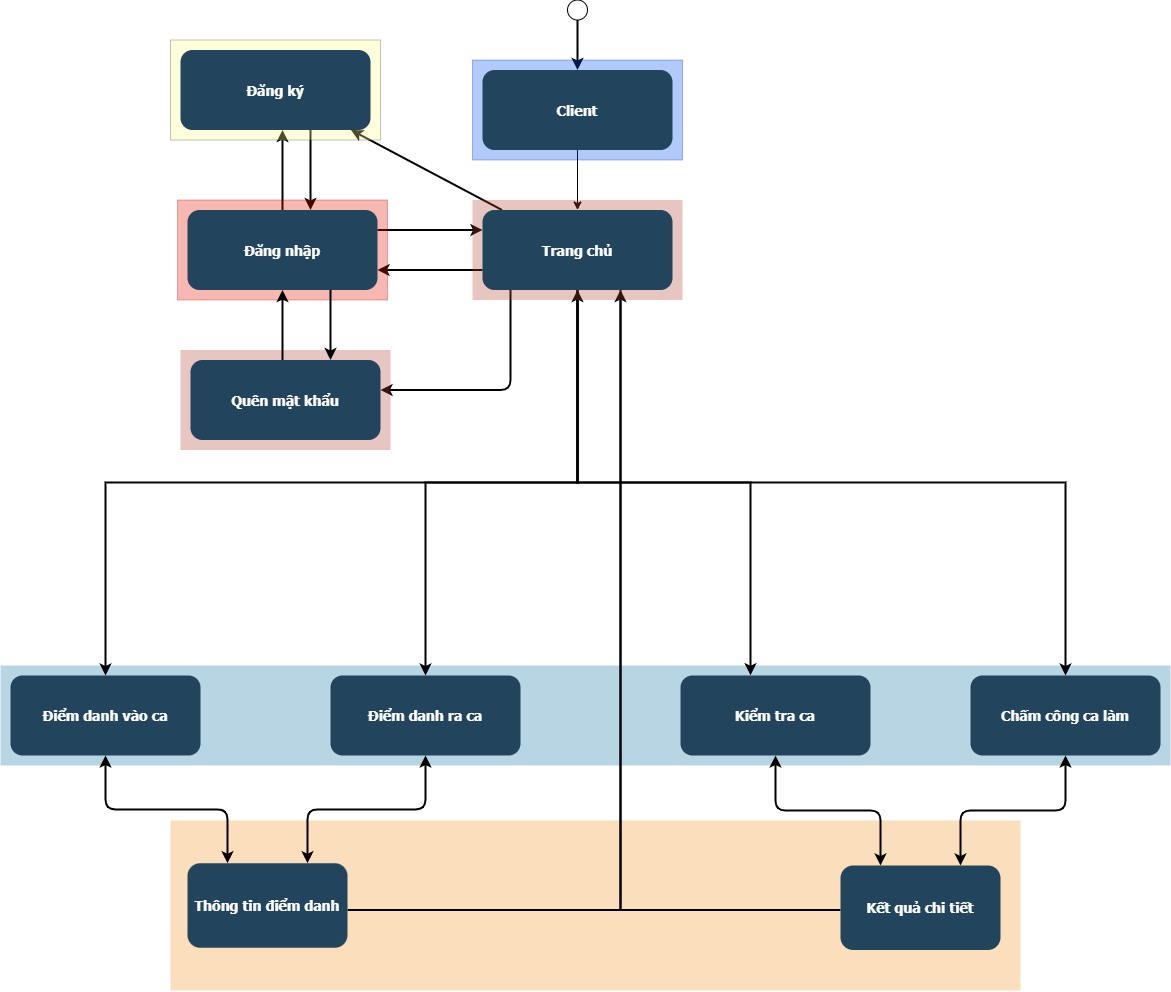 Đăng ký
Client
Đăng nhập
Trang chủ
Quên mật khẩu
Điểm danh vào ca
Điểm danh ra ca
Kiểm tra ca
Chấm công ca làm
Thông tin điểm danh
Kết quả chi tiết